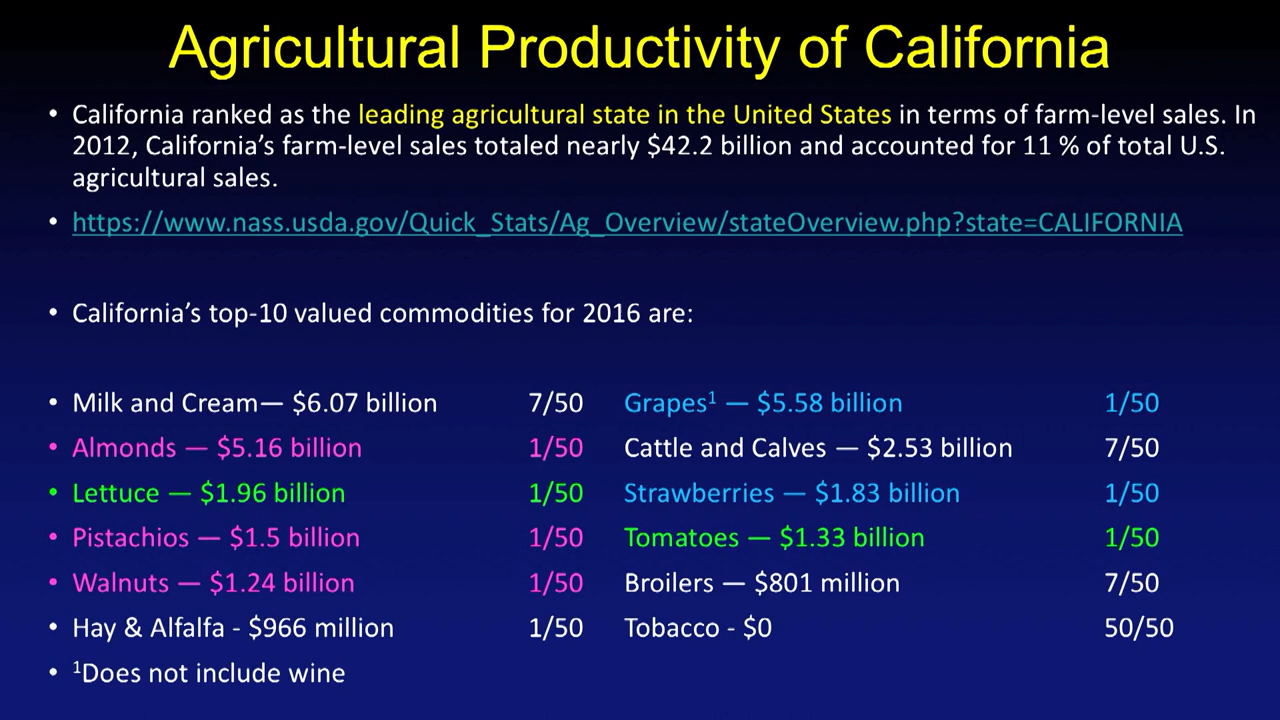 Agricultural Productivity of California
• California ranked as the leading agricultural state in the United States in terms of farm-level sales. In
2012, California’s farm-level sales totaled nearly $42.2 billion and accounted for 11 % of total U.S.
agricultural sales.
• https://www.nass.usda.gov/Quick_Stats/Ag_Overview/stateOverview.php?state=CALIFORNIA
• California’s top-10 valued commodities for 2016 are:
• Milk and Cream— $6.07 billion 7/50 Grapes¹ — $5.58 billion 1/50
• Almonds — $5.16 billion 1/50 Cattle and Calves — $2.53 billion 7/50
• Lettuce — $1.96 billion 1/50 Strawberries — $1.83 billion 1/50
• Pistachios — $1.5 billion 1/50 Tomatoes — $1.33 billion 1/50
• Walnuts — $1.24 billion 1/50 Broilers — $801 million 7/50
• Hay & Alfalfa - $966 million 1/50 Tobacco - $0 50/50
• ¹Does not include wine